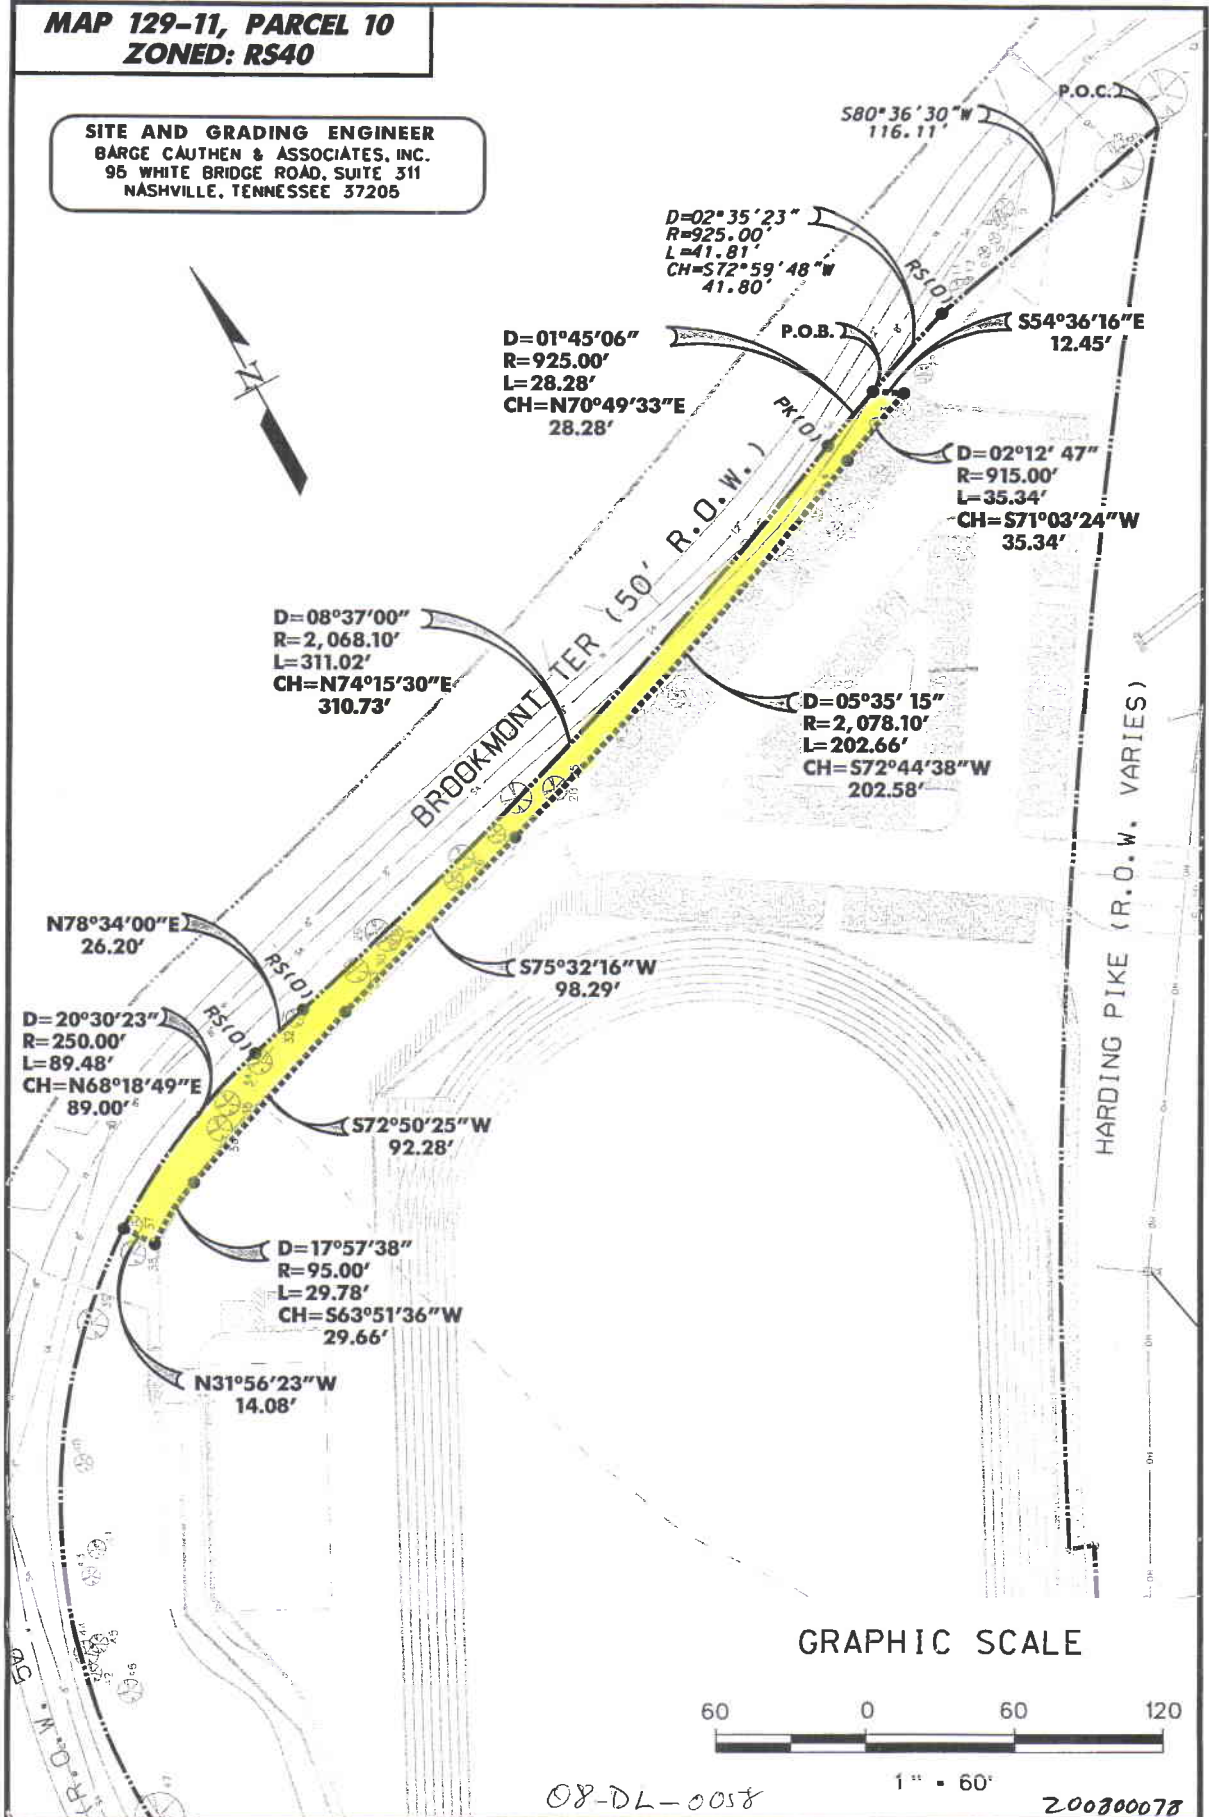 MAP 129-11, PARCEL 10
ZONED: RS40
SITE AND GRADING ENGINEER
BARGE CAUTHEN & ASSOCIATES, INC.
95 WHITE BRIDGE ROAD, SUITE 311
NASHVILLE, TENNESSEE 37205
P.O.C.
S80°36'30"W
116.11'
D=02°35'23"
R=925.00'
L=41.81'
CH=S72°59'48"W
41.80'
RS(O)
S54°36'16"E
12.45'
P.O.B.
D=01°45'06"
R=925.00'
L=28.28'
CH=N70°49'33"E
28.28'
PK(O)
D=02°12' 47"
R=915.00'
L=35.34'
CH=S71°03'24"W
35.34'
BROOKMONT TER (50' R.O.W.)
D=08°37'00"
R=2,068.10'
L=311.02'
CH=N74°15'30"E
310.73'
D=05°35' 15"
R=2,078.10'
L=202.66'
CH=S72°44'38"W
202.58'
HARDING PIKE (R.O.W. VARIES)
N78°34'00"E
26.20'
RS(O)
RS(O)
S75°32'16"W
98.29'
D=20°30'23"
R=250.00'
L=89.48'
CH=N68°18'49"E
89.00'
S72°50'25"W
92.28'
D=17°57'38"
R=95.00'
L=29.78'
CH=S63°51'36"W
29.66'
N31°56'23"W
14.08'
(R.O.W. 50'
GRAPHIC SCALE
60 0 60 120
1" = 60'
08-DL-0058
200800078